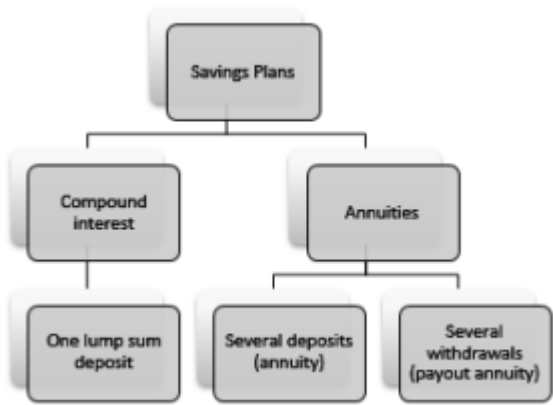 Savings Plans
Compound
interest
Annuities
One lump sum
deposit
Several deposits
(annuity)
Several
withdrawals
(payout annuity)